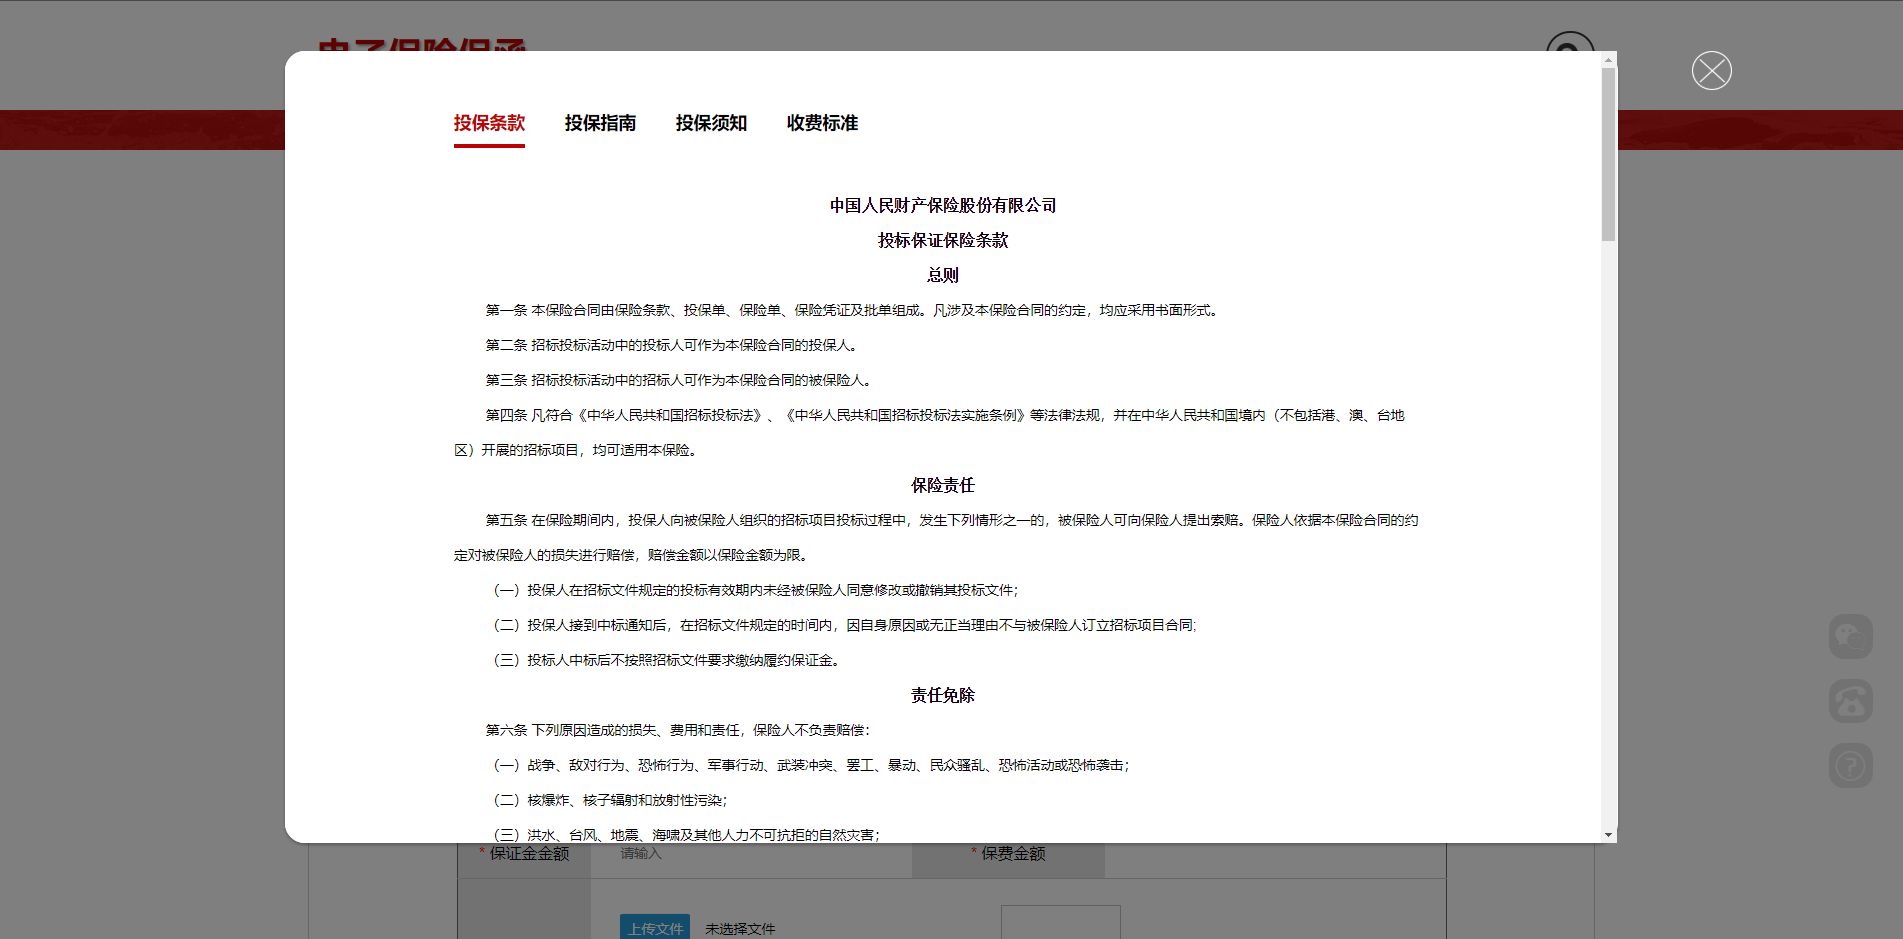 电子保险保函
投保条款 投保指南 投保须知 收费标准
中国人民财产保险股份有限公司
投标保证保险条款
总则
第一条 本保险合同由保险条款、投保单、保险单、保险凭证及批单组成。凡涉及本保险合同的约定，均应采用书面形式。
第二条 招标投标活动中的投标人可作为本保险合同的投保人。
第三条 招标投标活动中的招标人可作为本保险合同的被保险人。
第四条 凡符合《中华人民共和国招标投标法》、《中华人民共和国招标投标法实施条例》等法律法规，并在中华人民共和国境内（不包括港、澳、台地
区）开展的招标项目，均可适用本保险。
保险责任
第五条 在保险期间内，投保人向被保险人组织的招标项目投标过程中，发生下列情形之一的，被保险人可向保险人提出索赔。保险人依据本保险合同的约
定对被保险人的损失进行赔偿，赔偿金额以保险金额为限。
（一）投保人在招标文件规定的投标有效期内未经被保险人同意修改或撤销其投标文件；
（二）投保人接到中标通知后，在招标文件规定的时间内，因自身原因或无正当理由不与被保险人订立招标项目合同;
（三）投标人中标后不按照招标文件要求缴纳履约保证金。
责任免除
第六条 下列原因造成的损失、费用和责任，保险人不负责赔偿：
（一）战争、敌对行为、恐怖行为、军事行动、武装冲突、罢工、暴动、民众骚乱、恐怖活动或恐怖袭击；
（二）核爆炸、核子辐射和放射性污染；
（三）洪水、台风、地震、海啸及其他人力不可抗拒的自然灾害；
* 保证金金额 请输入 * 保费金额
上传文件 未选择文件